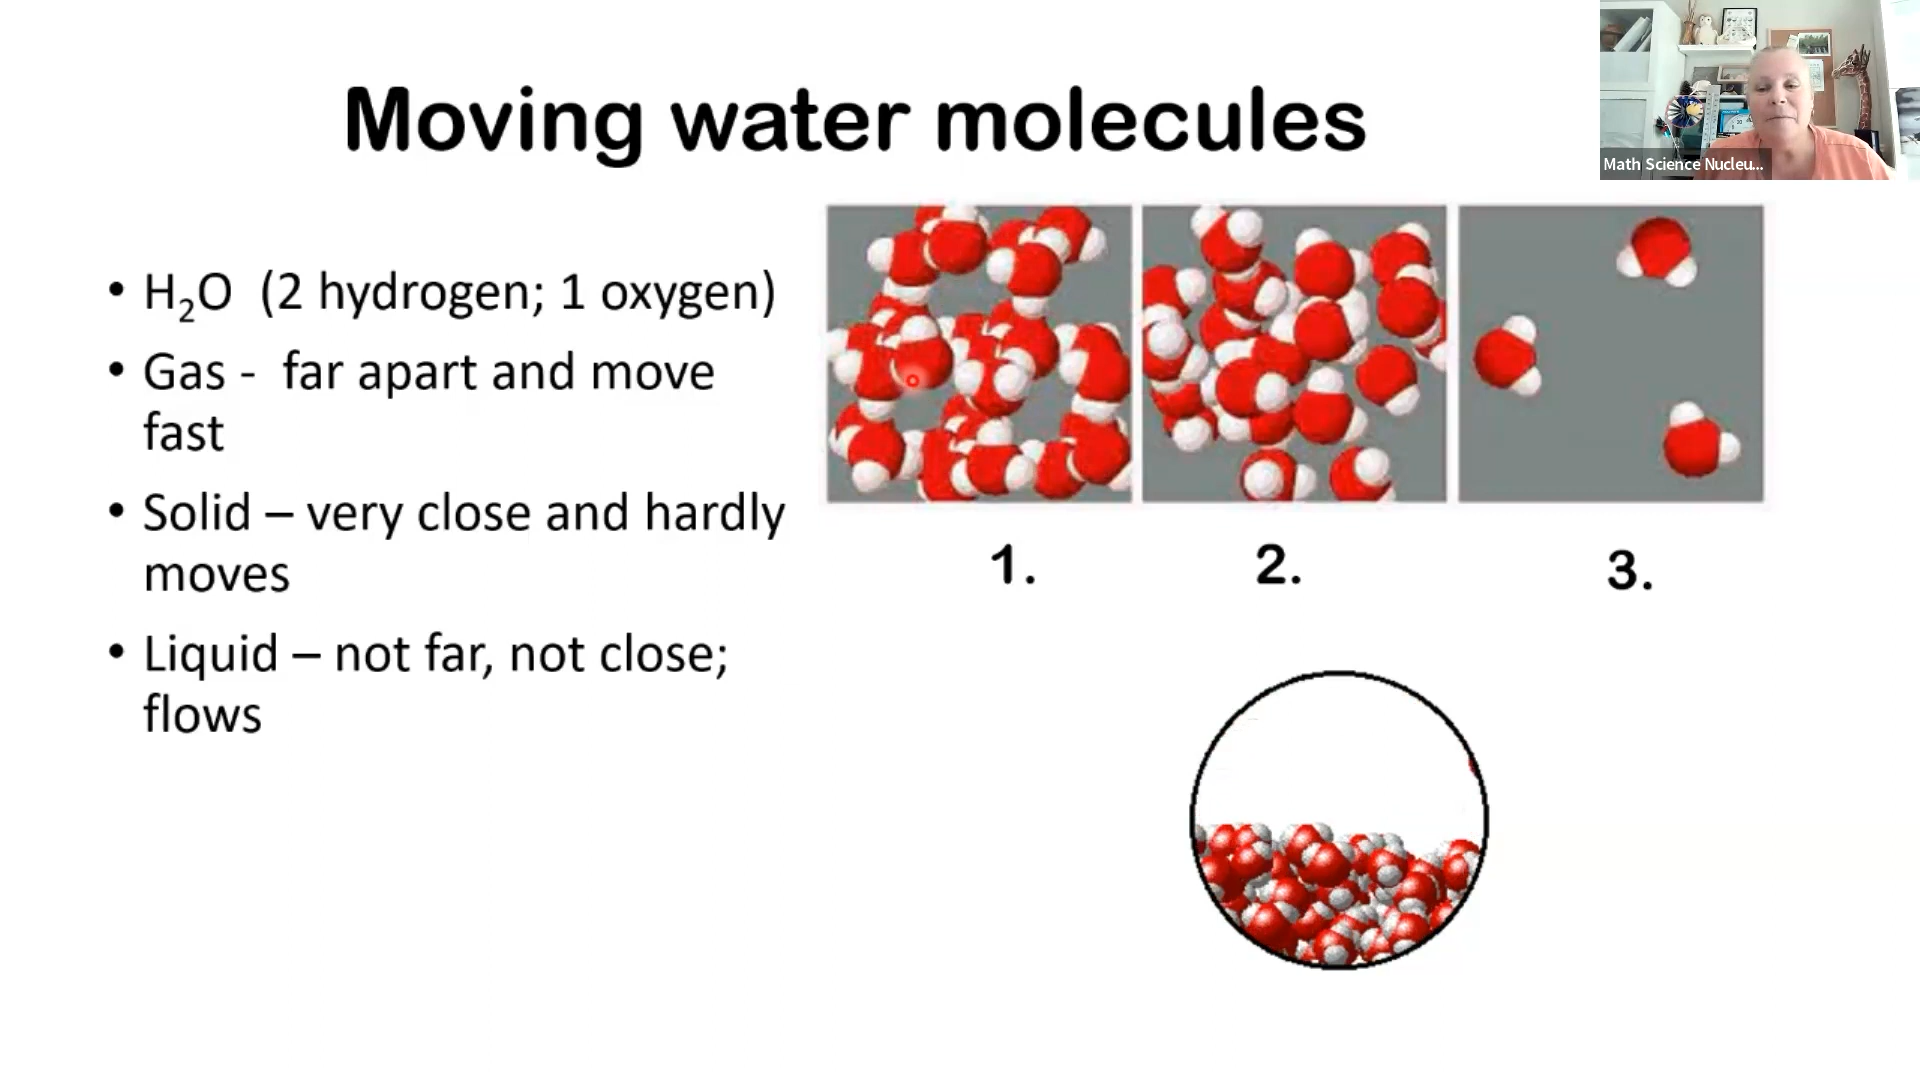 Moving water molecules
Math Science Nucleu...
• H₂O (2 hydrogen; 1 oxygen)
• Gas - far apart and move
fast
• Solid – very close and hardly
moves
• Liquid – not far, not close;
flows
1. 2. 3.